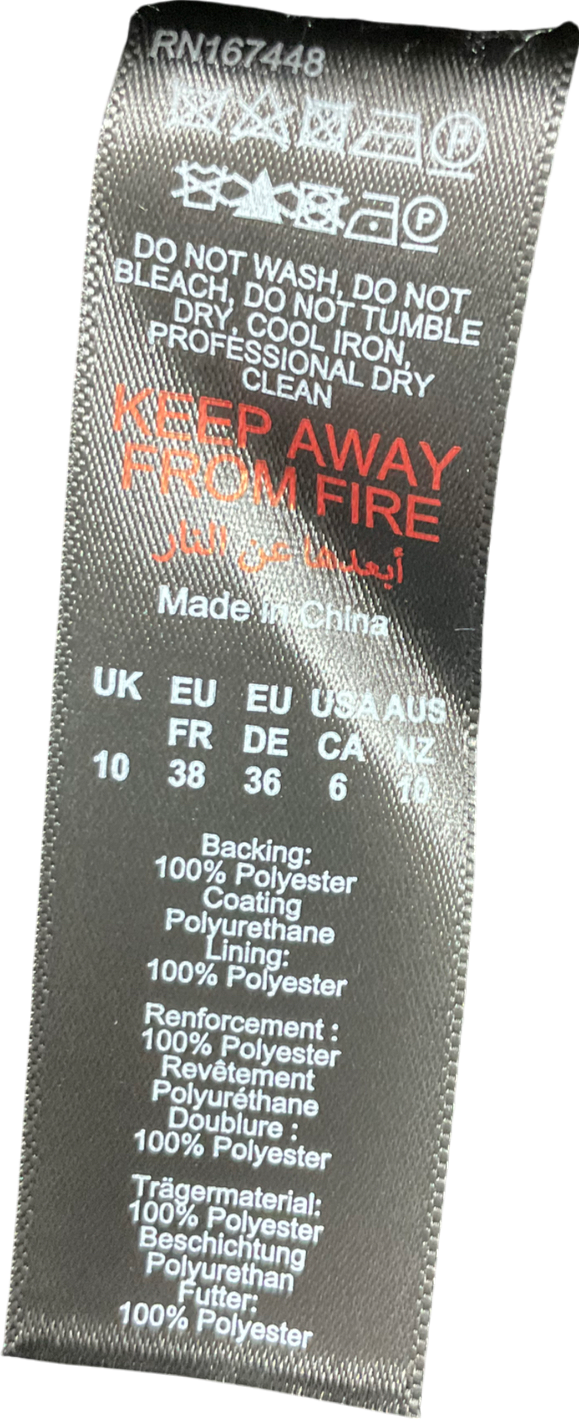 RN167448
P
P
DO NOT WASH, DO NOT
BLEACH, DO NOT TUMBLE
DRY, COOL IRON,
PROFESSIONAL DRY
CLEAN
KEEP AWAY
FROM FIRE
أبعدها عن النار
Made in China
UK EU EU USA AUS
FR DE CA NZ
10 38 36 6 10
Backing:
100% Polyester
Coating
Polyurethane
Lining:
100% Polyester
Renforcement :
100% Polyester
Revêtement
Polyuréthane
Doublure :
100% Polyester
Trägermaterial:
100% Polyester
Beschichtung
Polyurethan
Futter:
100% Polyester